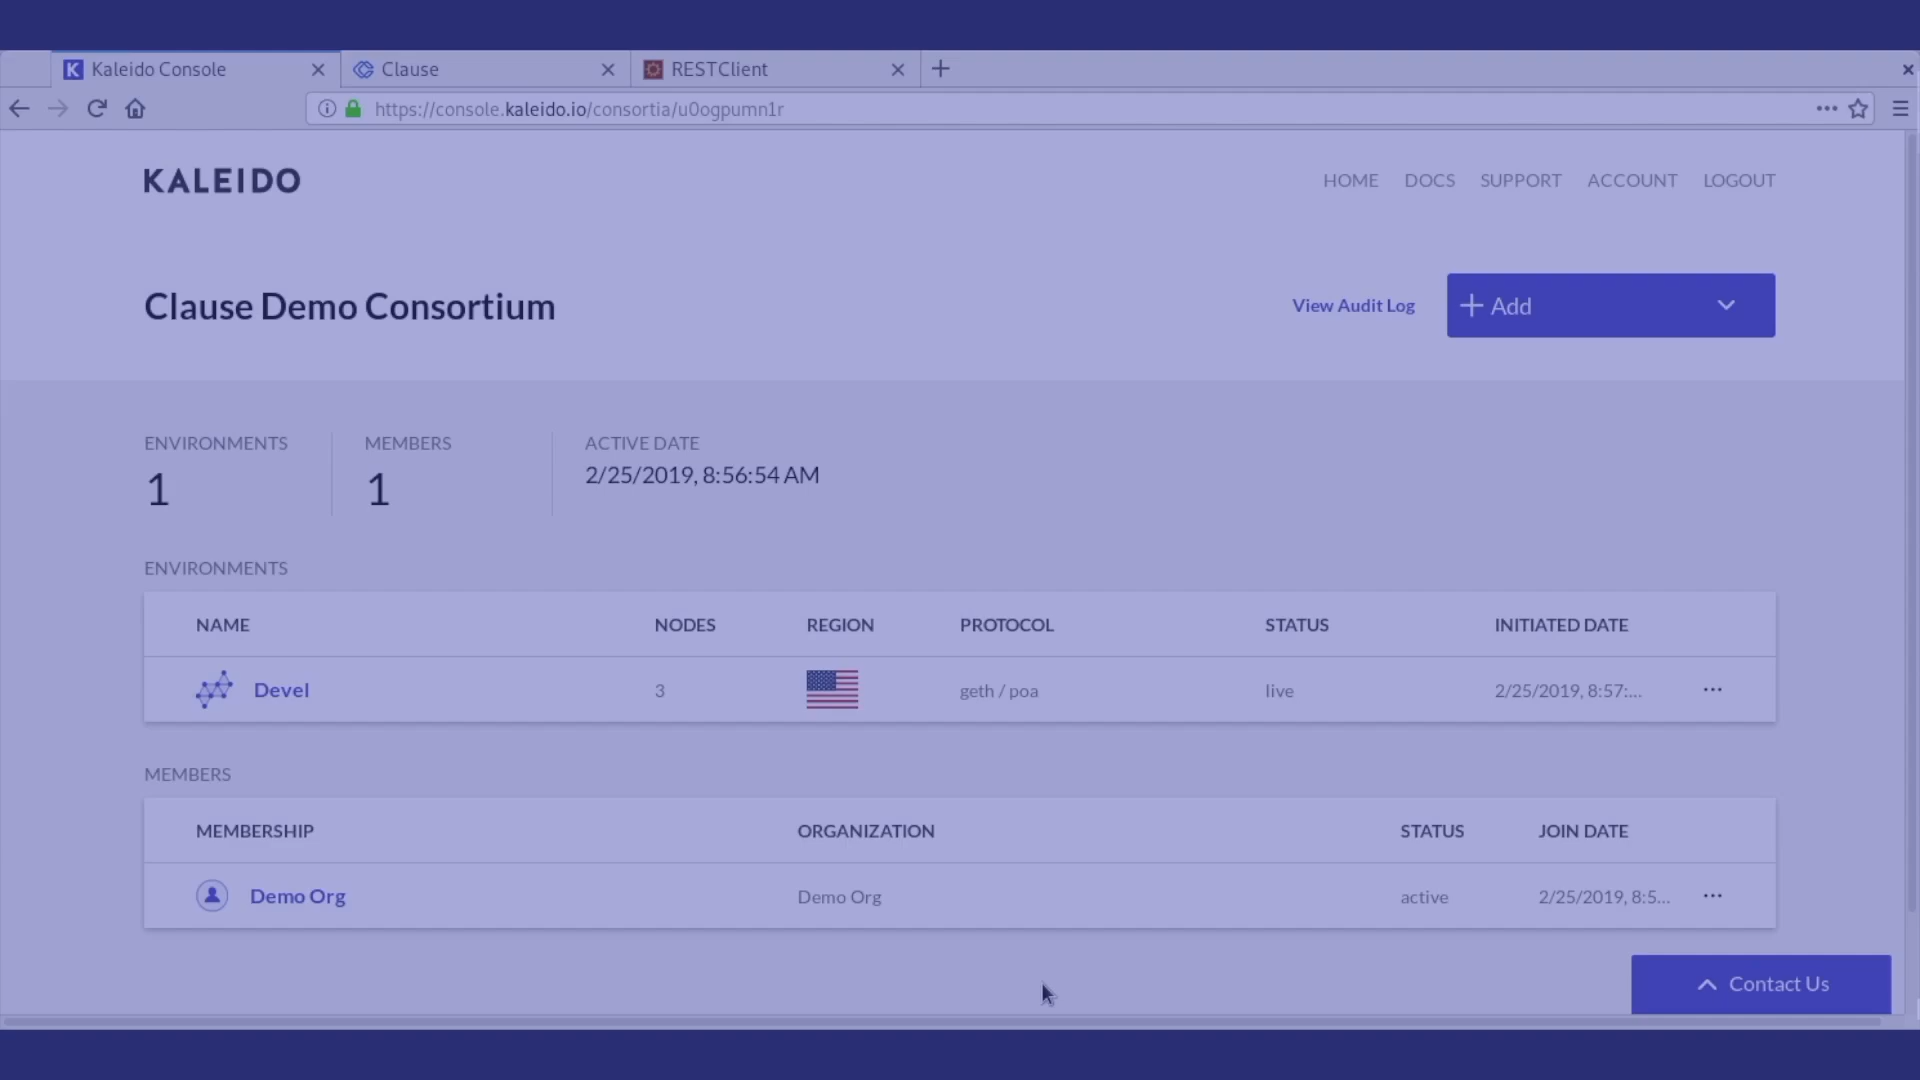 Kaleido Console
Clause
RESTClient
https://console.kaleido.io/consortia/u0ogpumn1r
KALEIDO
HOME DOCS SUPPORT ACCOUNT LOGOUT
Clause Demo Consortium
View Audit Log
Add
ENVIRONMENTS MEMBERS ACTIVE DATE
1 1 2/25/2019, 8:56:54 AM
ENVIRONMENTS
NAME NODES REGION PROTOCOL STATUS INITIATED DATE
Devel 3 geth / poa live 2/25/2019, 8:57:...
MEMBERS
MEMBERSHIP ORGANIZATION STATUS JOIN DATE
Demo Org Demo Org active 2/25/2019, 8:5...
Contact Us